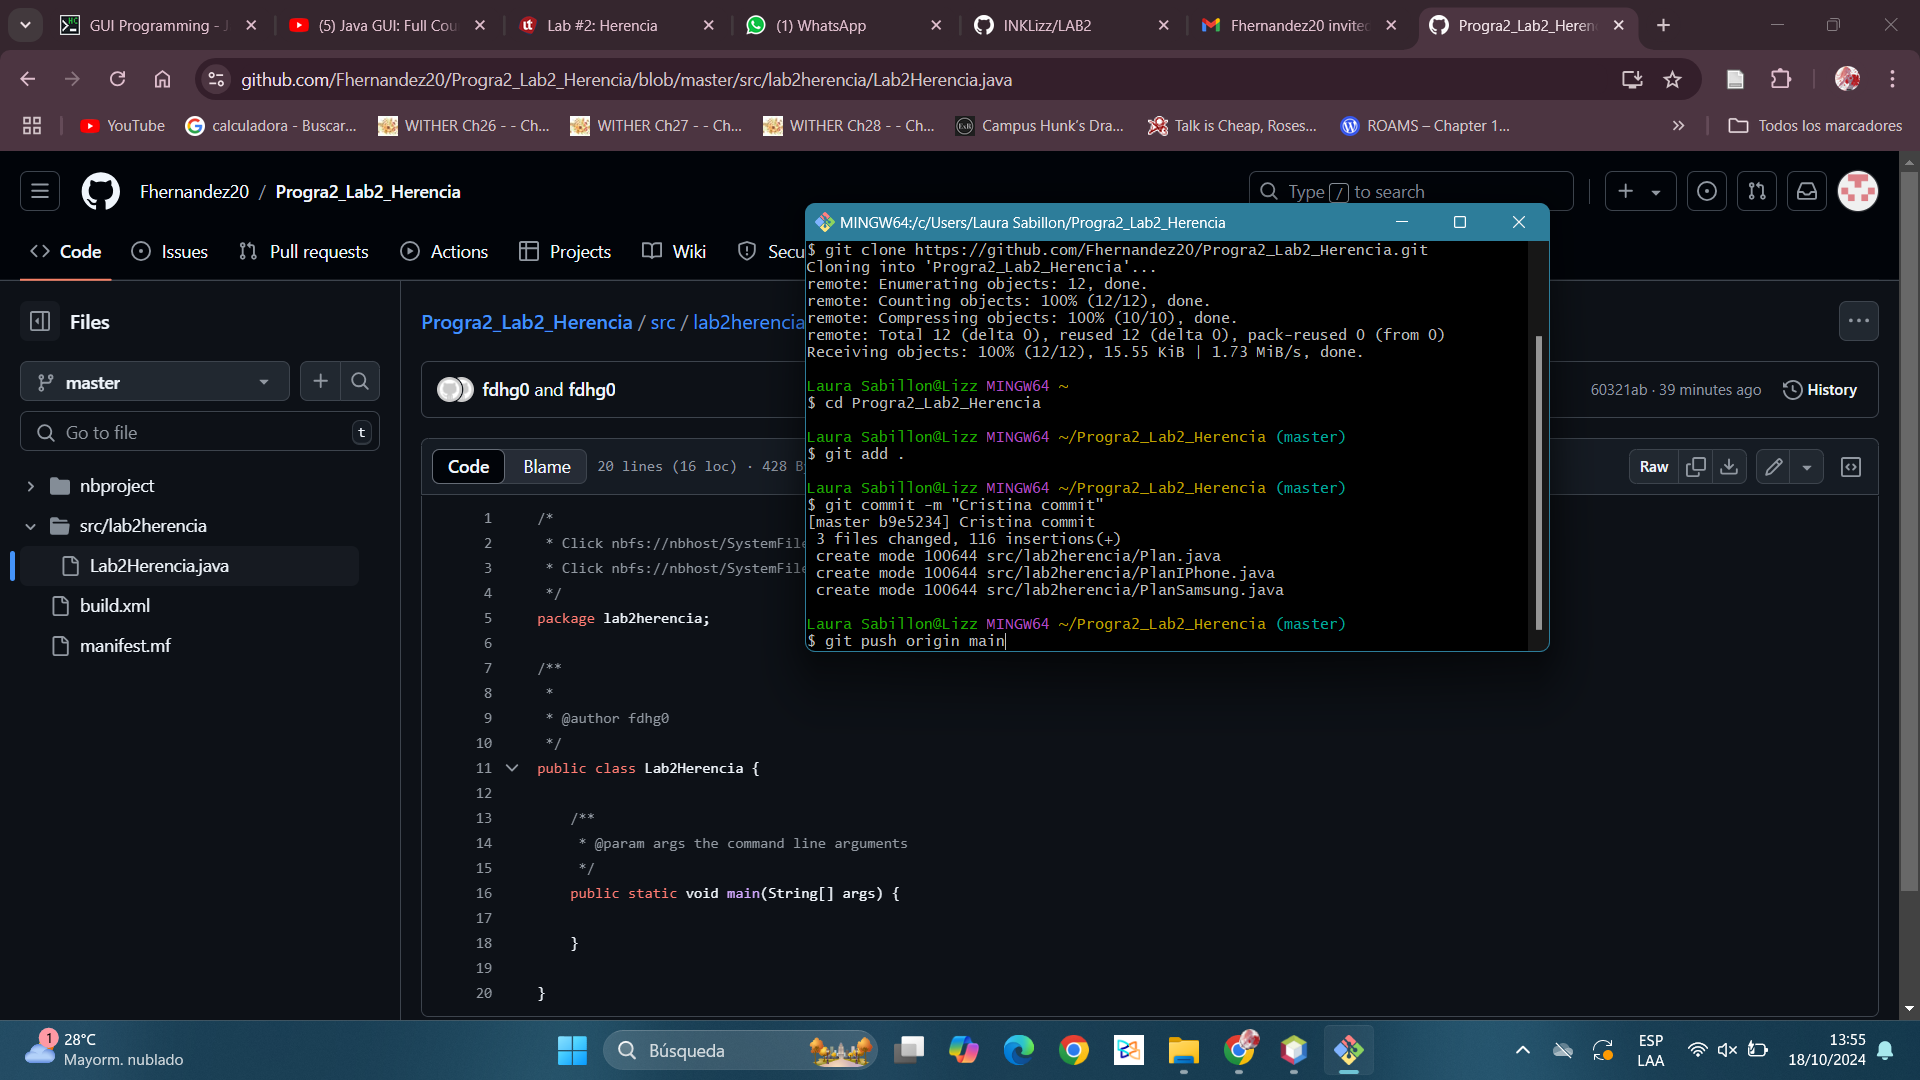 GUI Programming - J
(5) Java GUI: Full Cou
Lab #2: Herencia
(1) WhatsApp
INKLizz/LAB2
Fhernandez20 invited
Progra2_Lab2_Heren
github.com/Fhernandez20/Progra2_Lab2_Herencia/blob/master/src/lab2herencia/Lab2Herencia.java
YouTube
calculadora - Buscar...
WITHER Ch26 - - Ch...
WITHER Ch27 - - Ch...
WITHER Ch28 - - Ch...
Campus Hunk's Dra...
Talk is Cheap, Roses...
ROAMS – Chapter 1...
Todos los marcadores
Fhernandez20 / Progra2_Lab2_Herencia
Type / to search
Code
Issues
Pull requests
Actions
Projects
Wiki
Secu
Files
master
Go to file
t
nbproject
src/lab2herencia
Lab2Herencia.java
build.xml
manifest.mf
Progra2_Lab2_Herencia / src / lab2herencia
fdhg0 and fdhg0
60321ab · 39 minutes ago
History
Code
Blame
20 lines (16 loc) · 428 B
Raw
1 /*
2 * Click nbfs://nbhost/SystemFile
3 * Click nbfs://nbhost/SystemFile
4 */
5 package lab2herencia;
6
7 /**
8 *
9 * @author fdhg0
10 */
11 public class Lab2Herencia {
12
13 /**
14 * @param args the command line arguments
15 */
16 public static void main(String[] args) {
17
18 }
19
20 }
MINGW64:/c/Users/Laura Sabillon/Progra2_Lab2_Herencia
$ git clone https://github.com/Fhernandez20/Progra2_Lab2_Herencia.git
Cloning into 'Progra2_Lab2_Herencia'...
remote: Enumerating objects: 12, done.
remote: Counting objects: 100% (12/12), done.
remote: Compressing objects: 100% (10/10), done.
remote: Total 12 (delta 0), reused 12 (delta 0), pack-reused 0 (from 0)
Receiving objects: 100% (12/12), 15.55 KiB | 1.73 MiB/s, done.
Laura Sabillon@Lizz MINGW64 ~
$ cd Progra2_Lab2_Herencia
Laura Sabillon@Lizz MINGW64 ~/Progra2_Lab2_Herencia (master)
$ git add .
Laura Sabillon@Lizz MINGW64 ~/Progra2_Lab2_Herencia (master)
$ git commit -m "Cristina commit"
[master b9e5234] Cristina commit
3 files changed, 116 insertions(+)
create mode 100644 src/lab2herencia/Plan.java
create mode 100644 src/lab2herencia/PlanIPhone.java
create mode 100644 src/lab2herencia/PlanSamsung.java
Laura Sabillon@Lizz MINGW64 ~/Progra2_Lab2_Herencia (master)
$ git push origin main
1
28°C
Mayorm. nublado
Búsqueda
ESP
LAA
13:55
18/10/2024